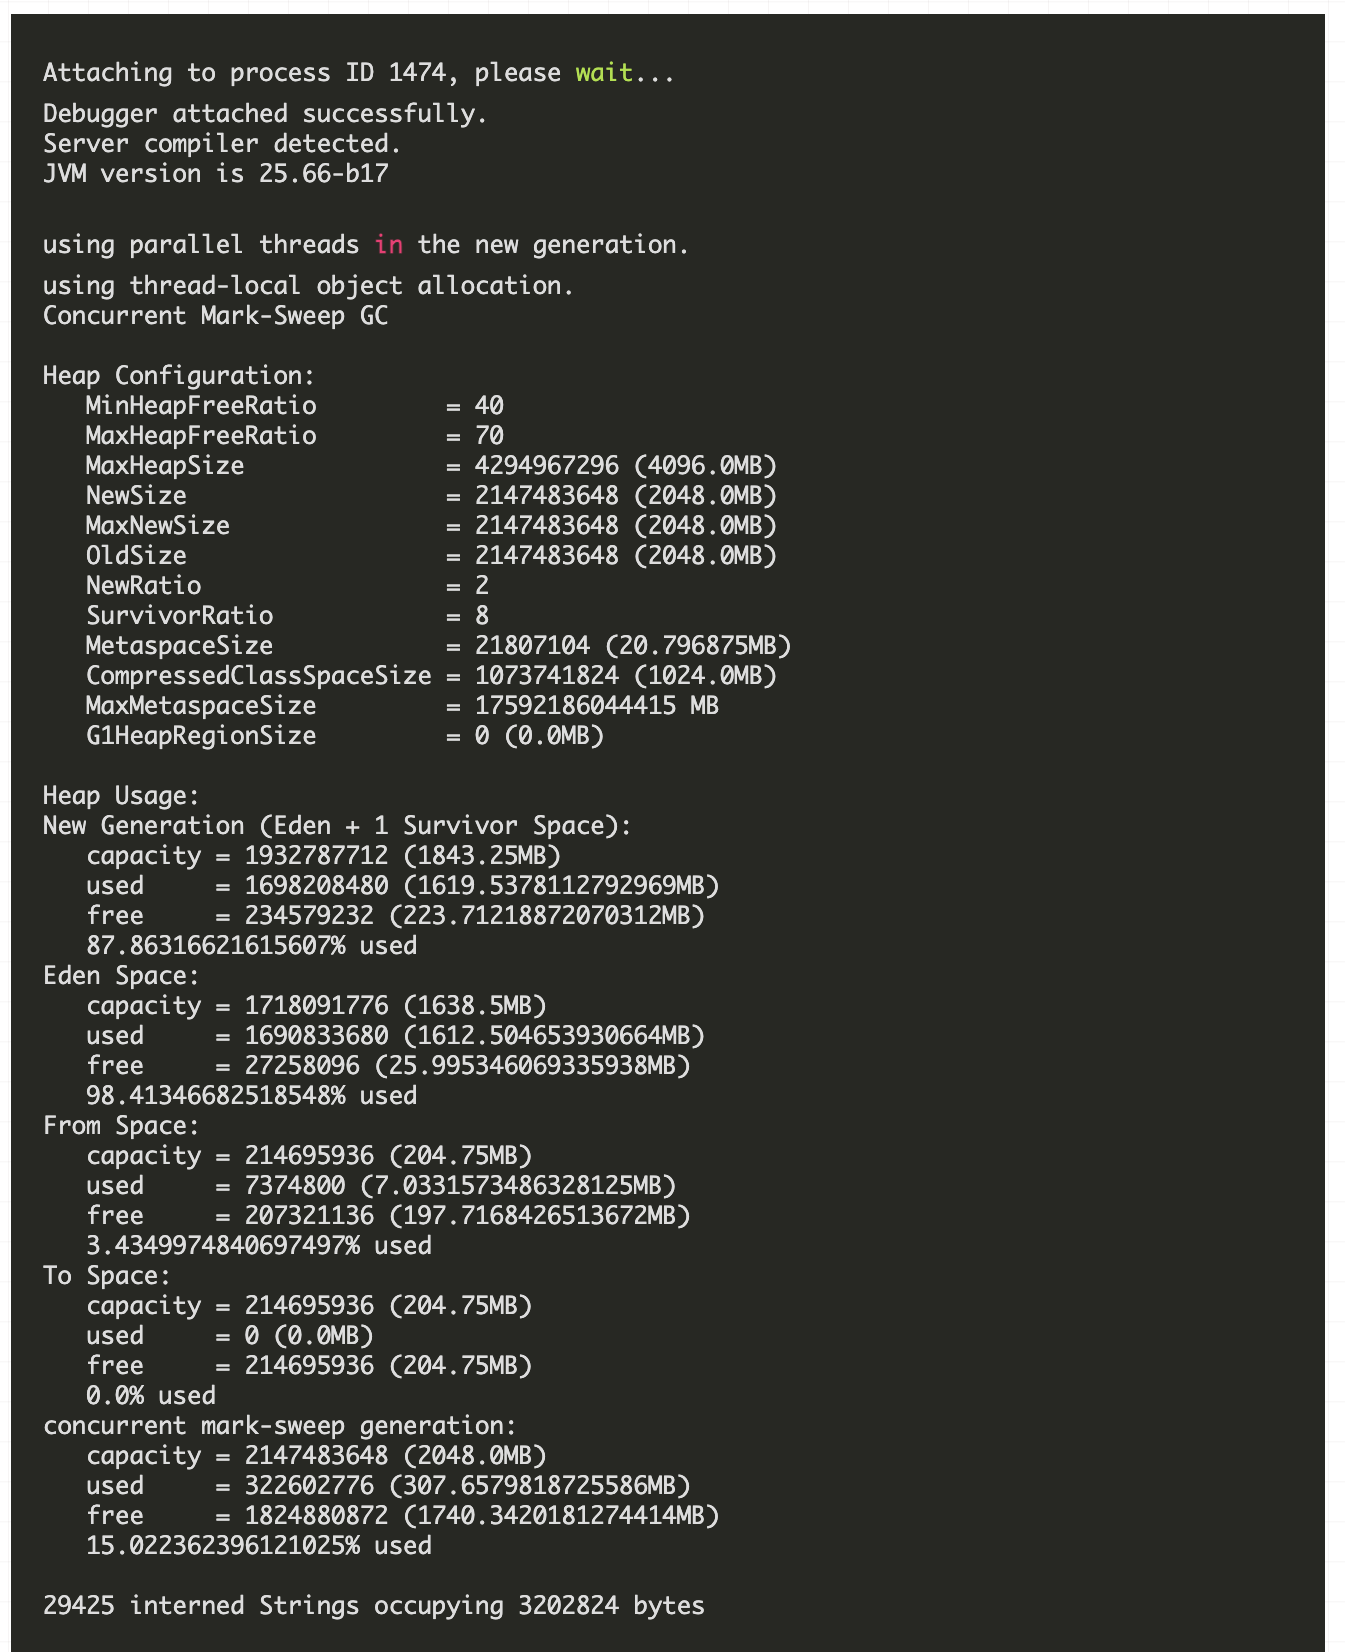 Attaching to process ID 1474, please wait...
Debugger attached successfully.
Server compiler detected.
JVM version is 25.66-b17
using parallel threads in the new generation.
using thread-local object allocation.
Concurrent Mark-Sweep GC
Heap Configuration:
MinHeapFreeRatio = 40
MaxHeapFreeRatio = 70
MaxHeapSize = 4294967296 (4096.0MB)
NewSize = 2147483648 (2048.0MB)
MaxNewSize = 2147483648 (2048.0MB)
OldSize = 2147483648 (2048.0MB)
NewRatio = 2
SurvivorRatio = 8
MetaspaceSize = 21807104 (20.796875MB)
CompressedClassSpaceSize = 1073741824 (1024.0MB)
MaxMetaspaceSize = 17592186044415 MB
G1HeapRegionSize = 0 (0.0MB)
Heap Usage:
New Generation (Eden + 1 Survivor Space):
capacity = 1932787712 (1843.25MB)
used = 1698208480 (1619.5378112792969MB)
free = 234579232 (223.71218872070312MB)
87.86316621615607% used
Eden Space:
capacity = 1718091776 (1638.5MB)
used = 1690833680 (1612.504653930664MB)
free = 27258096 (25.995346069335938MB)
98.41346682518548% used
From Space:
capacity = 214695936 (204.75MB)
used = 7374800 (7.0331573486328125MB)
free = 207321136 (197.7168426513672MB)
3.4349974840697497% used
To Space:
capacity = 214695936 (204.75MB)
used = 0 (0.0MB)
free = 214695936 (204.75MB)
0.0% used
concurrent mark-sweep generation:
capacity = 2147483648 (2048.0MB)
used = 322602776 (307.6579818725586MB)
free = 1824880872 (1740.3420181274414MB)
15.022362396121025% used
29425 interned Strings occupying 3202824 bytes